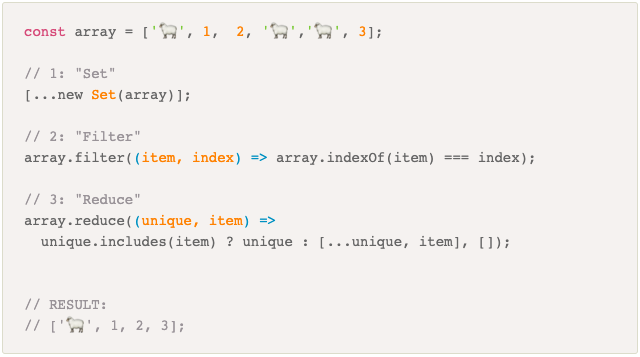 const array = ['🐑', 1,  2, '🐑','🐑', 3];
// 1: "Set"
[...new Set(array)];
// 2: "Filter"
array.filter((item, index) => array.indexOf(item) === index);
// 3: "Reduce"
array.reduce((unique, item) =>
  unique.includes(item) ? unique : [...unique, item], []);
// RESULT:
// ['🐑', 1, 2, 3];